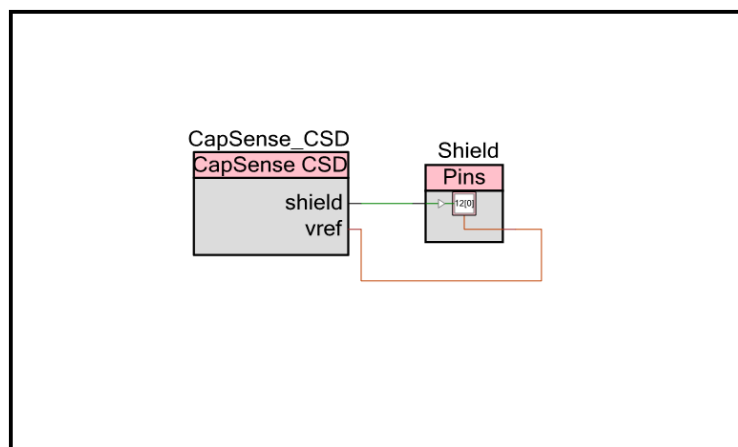 CapSense_CSD
CapSense CSD
shield
vref
Shield
Pins
12[0]